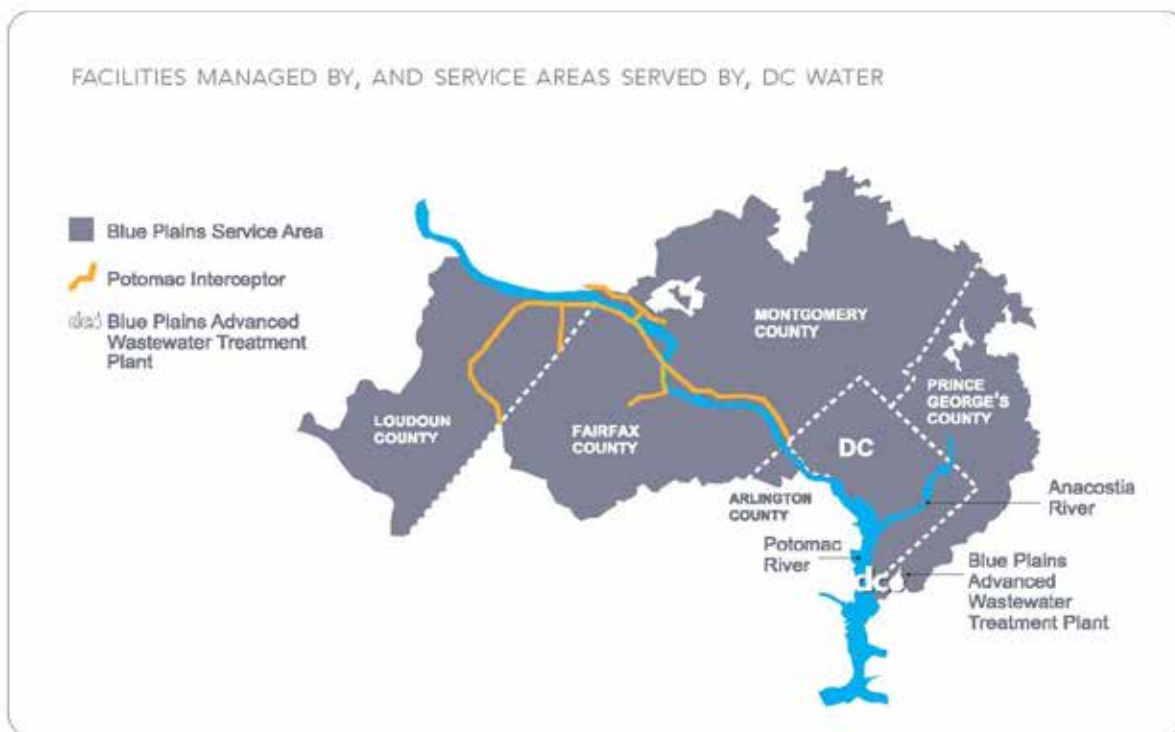 FACILITIES MANAGED BY, AND SERVICE AREAS SERVED BY, DC WATER
Blue Plains Service Area
Potomac Interceptor
dc
Blue Plains Advanced
Wastewater Treatment
Plant
MONTGOMERY
COUNTY
PRINCE
GEORGE'S
COUNTY
LOUDOUN
COUNTY
FAIRFAX
COUNTY
DC
ARLINGTON
COUNTY
Anacostia
River
Potomac
River
dc
Blue Plains
Advanced
Wastewater
Treatment Plant